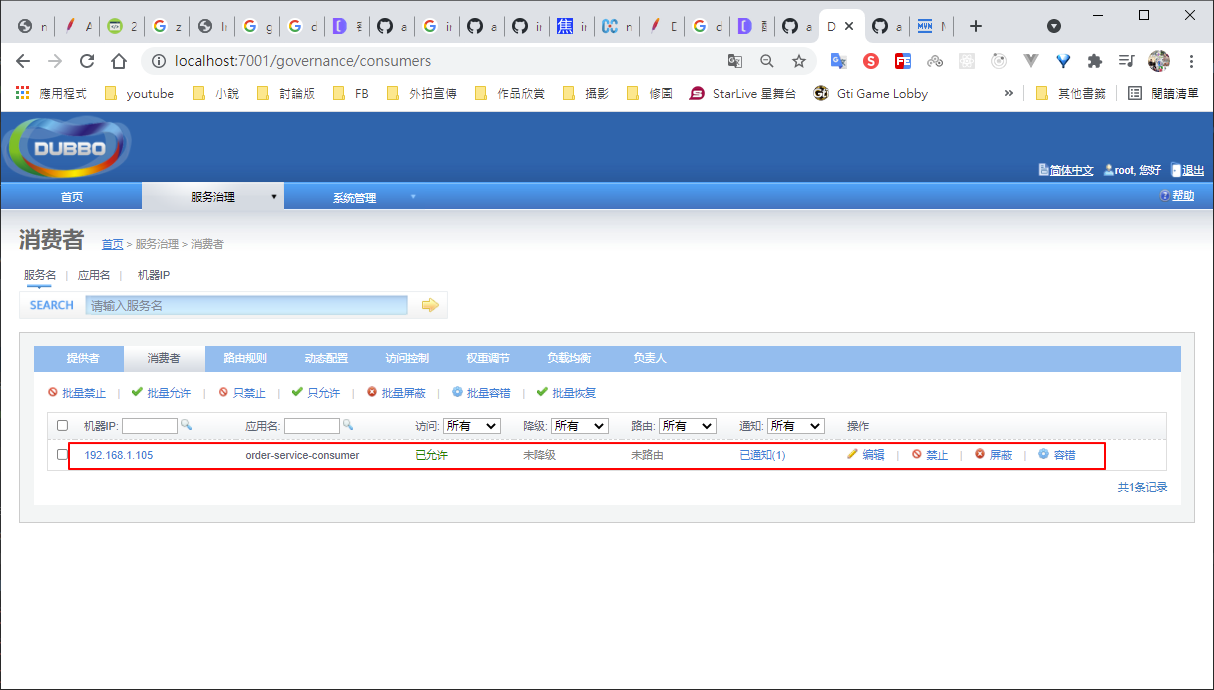 localhost:7001/governance/consumers
應用程式 youtube 小說 討論版 FB 外拍宣傳 作品欣賞 攝影 修圖 StarLive 星舞台 Gti Game Lobby » 其他書籤 閱讀清單
DUBBO
简体中文 root, 您好 退出
首页 服务治理 系统管理 帮助
消费者 首页 > 服务治理 > 消费者
服务名 | 应用名 | 机器IP
SEARCH 请输入服务名
提供者 消费者 路由规则 动态配置 访问控制 权重调节 负载均衡 负责人
批量禁止 | 批量允许 | 只禁止 | 只允许 | 批量屏蔽 | 批量容错 | 批量恢复
机器IP: 应用名: 访问: 所有 降级: 所有 路由: 所有 通知: 所有 操作
192.168.1.105 order-service-consumer 已允许 未降级 未路由 已通知(1) 编辑 | 禁止 | 屏蔽 | 容错
共1条记录